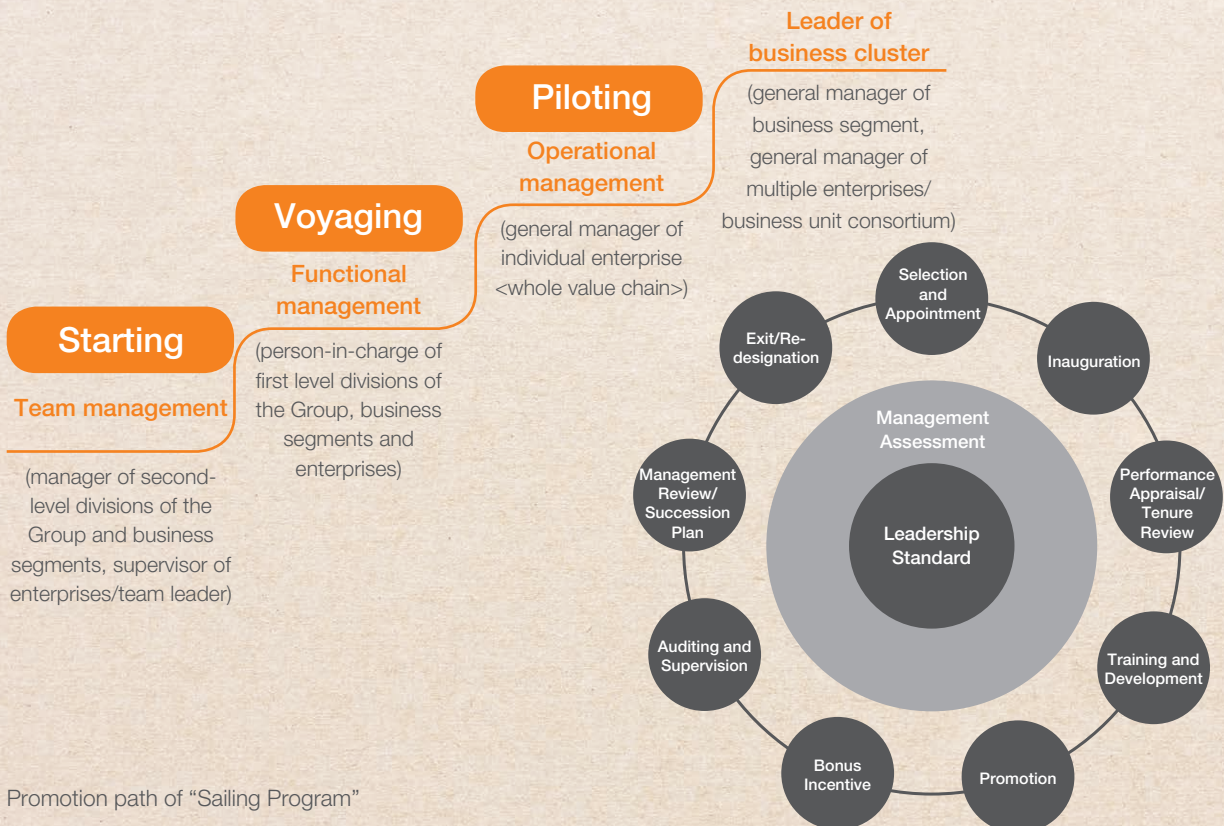 Starting
Team management
(manager of second-
level divisions of the
Group and business
segments, supervisor of
enterprises/team leader)
Voyaging
Functional
management
(person-in-charge of
first level divisions of
the Group, business
segments and
enterprises)
Piloting
Operational
management
(general manager of
individual enterprise
<whole value chain>)
Leader of
business cluster
(general manager of
business segment,
general manager of
multiple enterprises/
business unit consortium)
Selection
and
Appointment
Inauguration
Performance
Appraisal/
Tenure
Review
Training and
Development
Promotion
Bonus
Incentive
Auditing and
Supervision
Management
Review/
Succession
Plan
Exit/Re-
designation
Management
Assessment
Leadership
Standard
Promotion path of “Sailing Program”